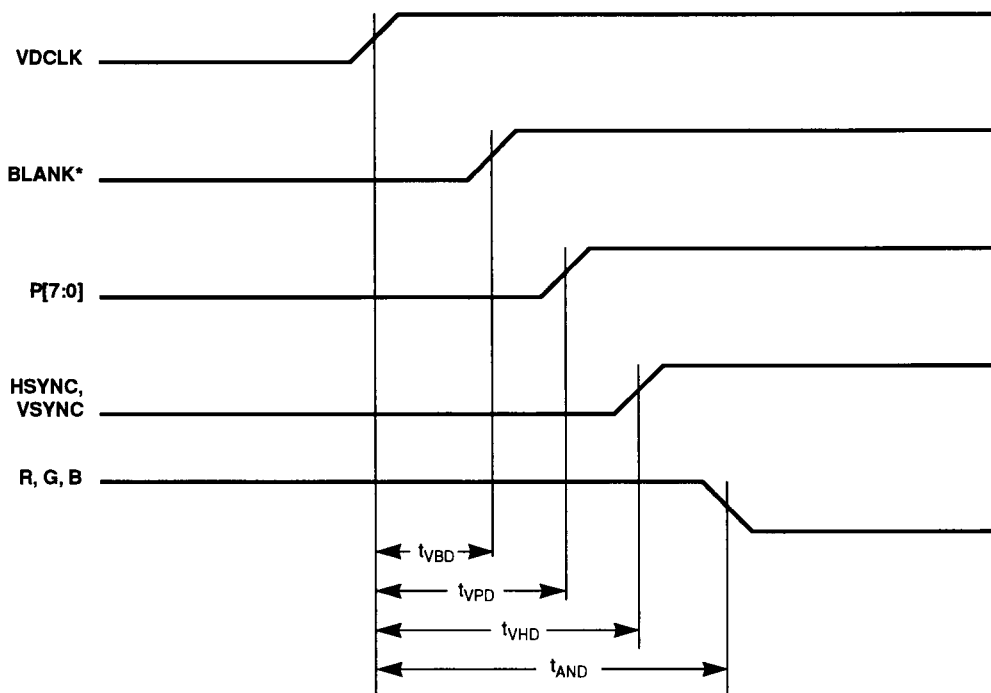 VDCLK
BLANK*
P[7:0]
HSYNC,
VSYNC
R, G, B
tVBD
tVPD
tVHD
tAND